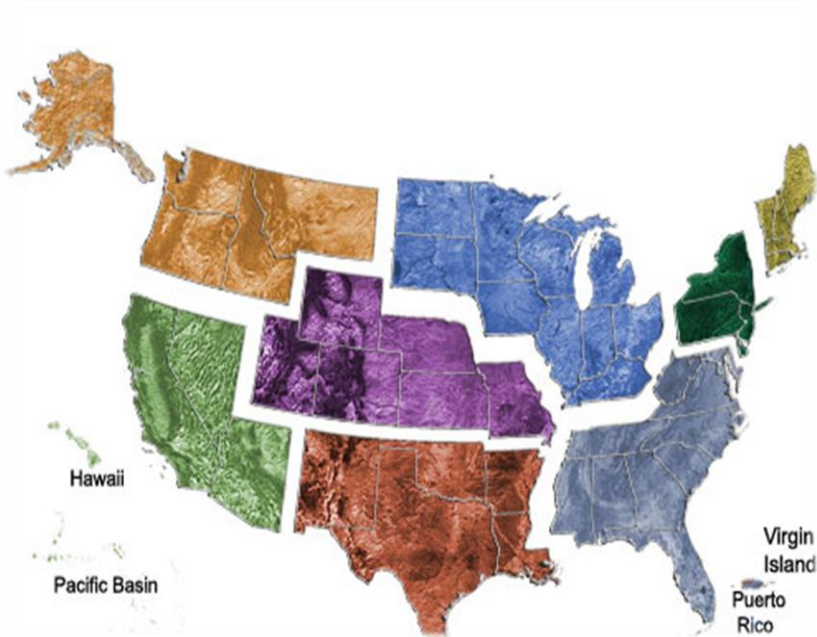 Hawaii
Pacific Basin
Virgin
Island
Puerto
Rico